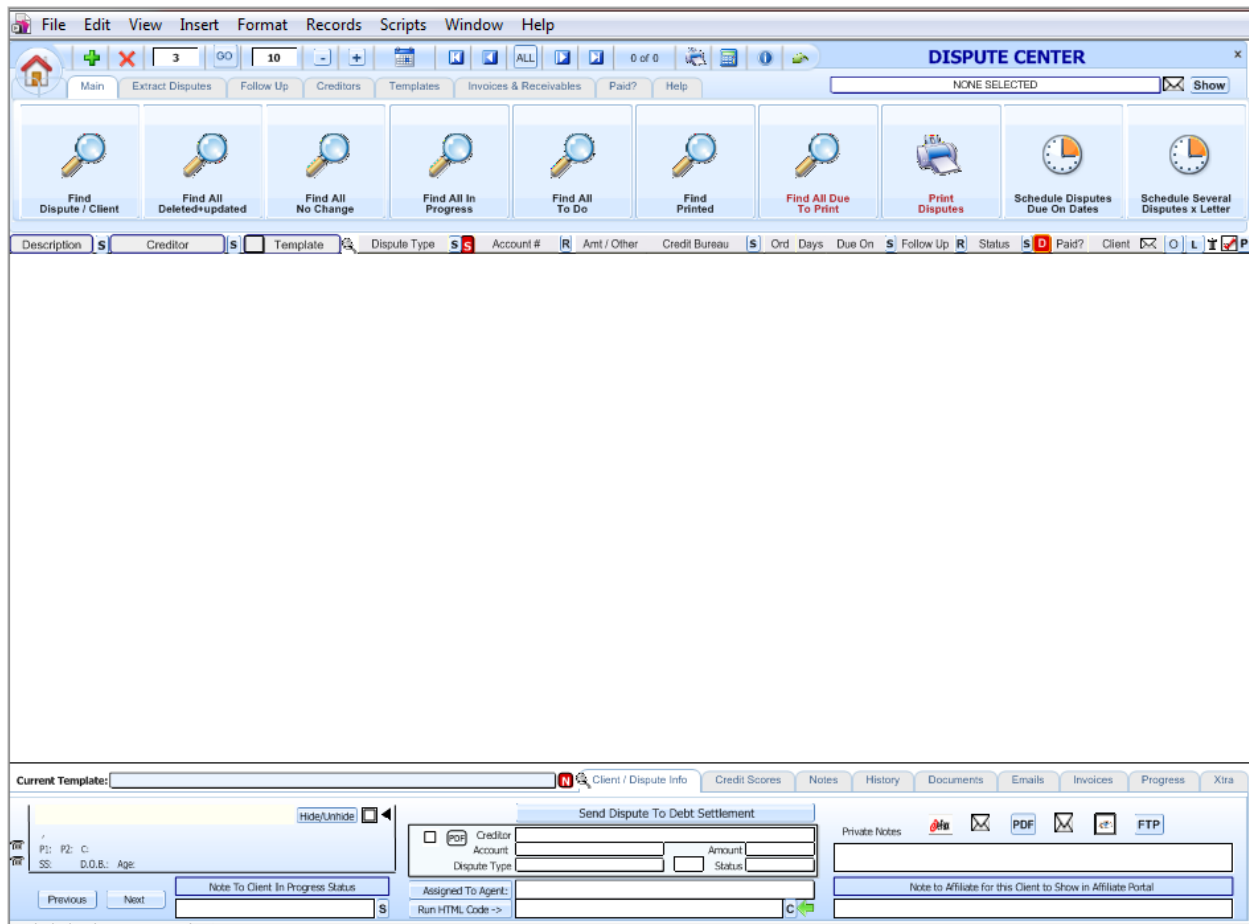 File Edit View Insert Format Records Scripts Window Help
3 GO 10 - + ALL 0 of 0 DISPUTE CENTER x
Main Extract Disputes Follow Up Creditors Templates Invoices & Receivables Paid? Help NONE SELECTED Show
Find Dispute / Client
Find All Deleted+updated
Find All No Change
Find All In Progress
Find All To Do
Find Printed
Find All Due To Print
Print Disputes
Schedule Disputes Due On Dates
Schedule Several Disputes x Letter
Description S Creditor S Template Dispute Type S S Account # R Amt / Other Credit Bureau S Ord Days Due On S Follow Up R Status S D Paid? Client O L P
Current Template: N Client / Dispute Info Credit Scores Notes History Documents Emails Invoices Progress Xtra
Hide/Unhide Send Dispute To Debt Settlement
, PDF Creditor Private Notes PDF FTP
P1: P2: C: Account Amount
SS: D.O.B.: Age: Dispute Type Status
Previous Next Note To Client In Progress Status Assigned To Agent: Note to Affiliate for this Client to Show in Affiliate Portal
S Run HTML Code -> C